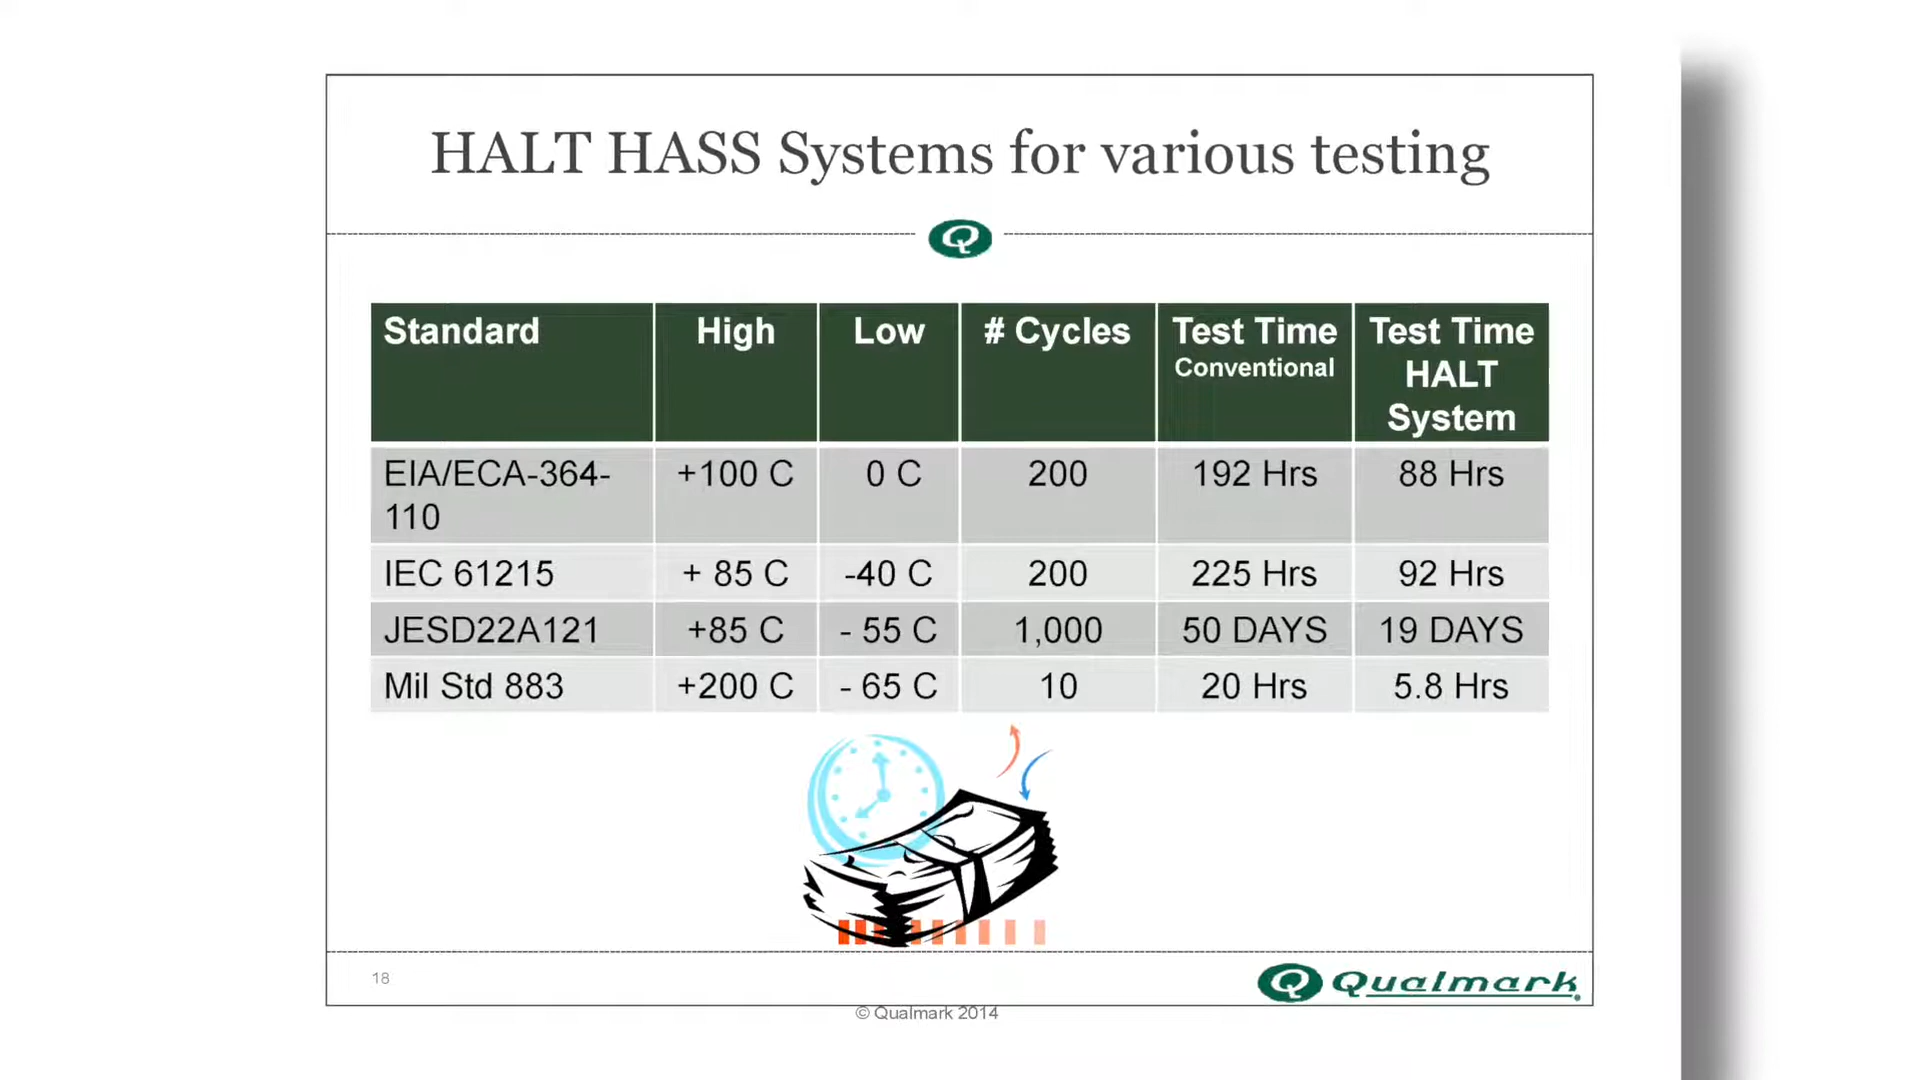 HALT HASS Systems for various testing
Q
Standard High Low # Cycles Test Time Conventional Test Time HALT System
EIA/ECA-364-110 +100 C 0 C 200 192 Hrs 88 Hrs
IEC 61215 + 85 C -40 C 200 225 Hrs 92 Hrs
JESD22A121 +85 C - 55 C 1,000 50 DAYS 19 DAYS
Mil Std 883 +200 C - 65 C 10 20 Hrs 5.8 Hrs
18
Q Qualmark
© Qualmark 2014